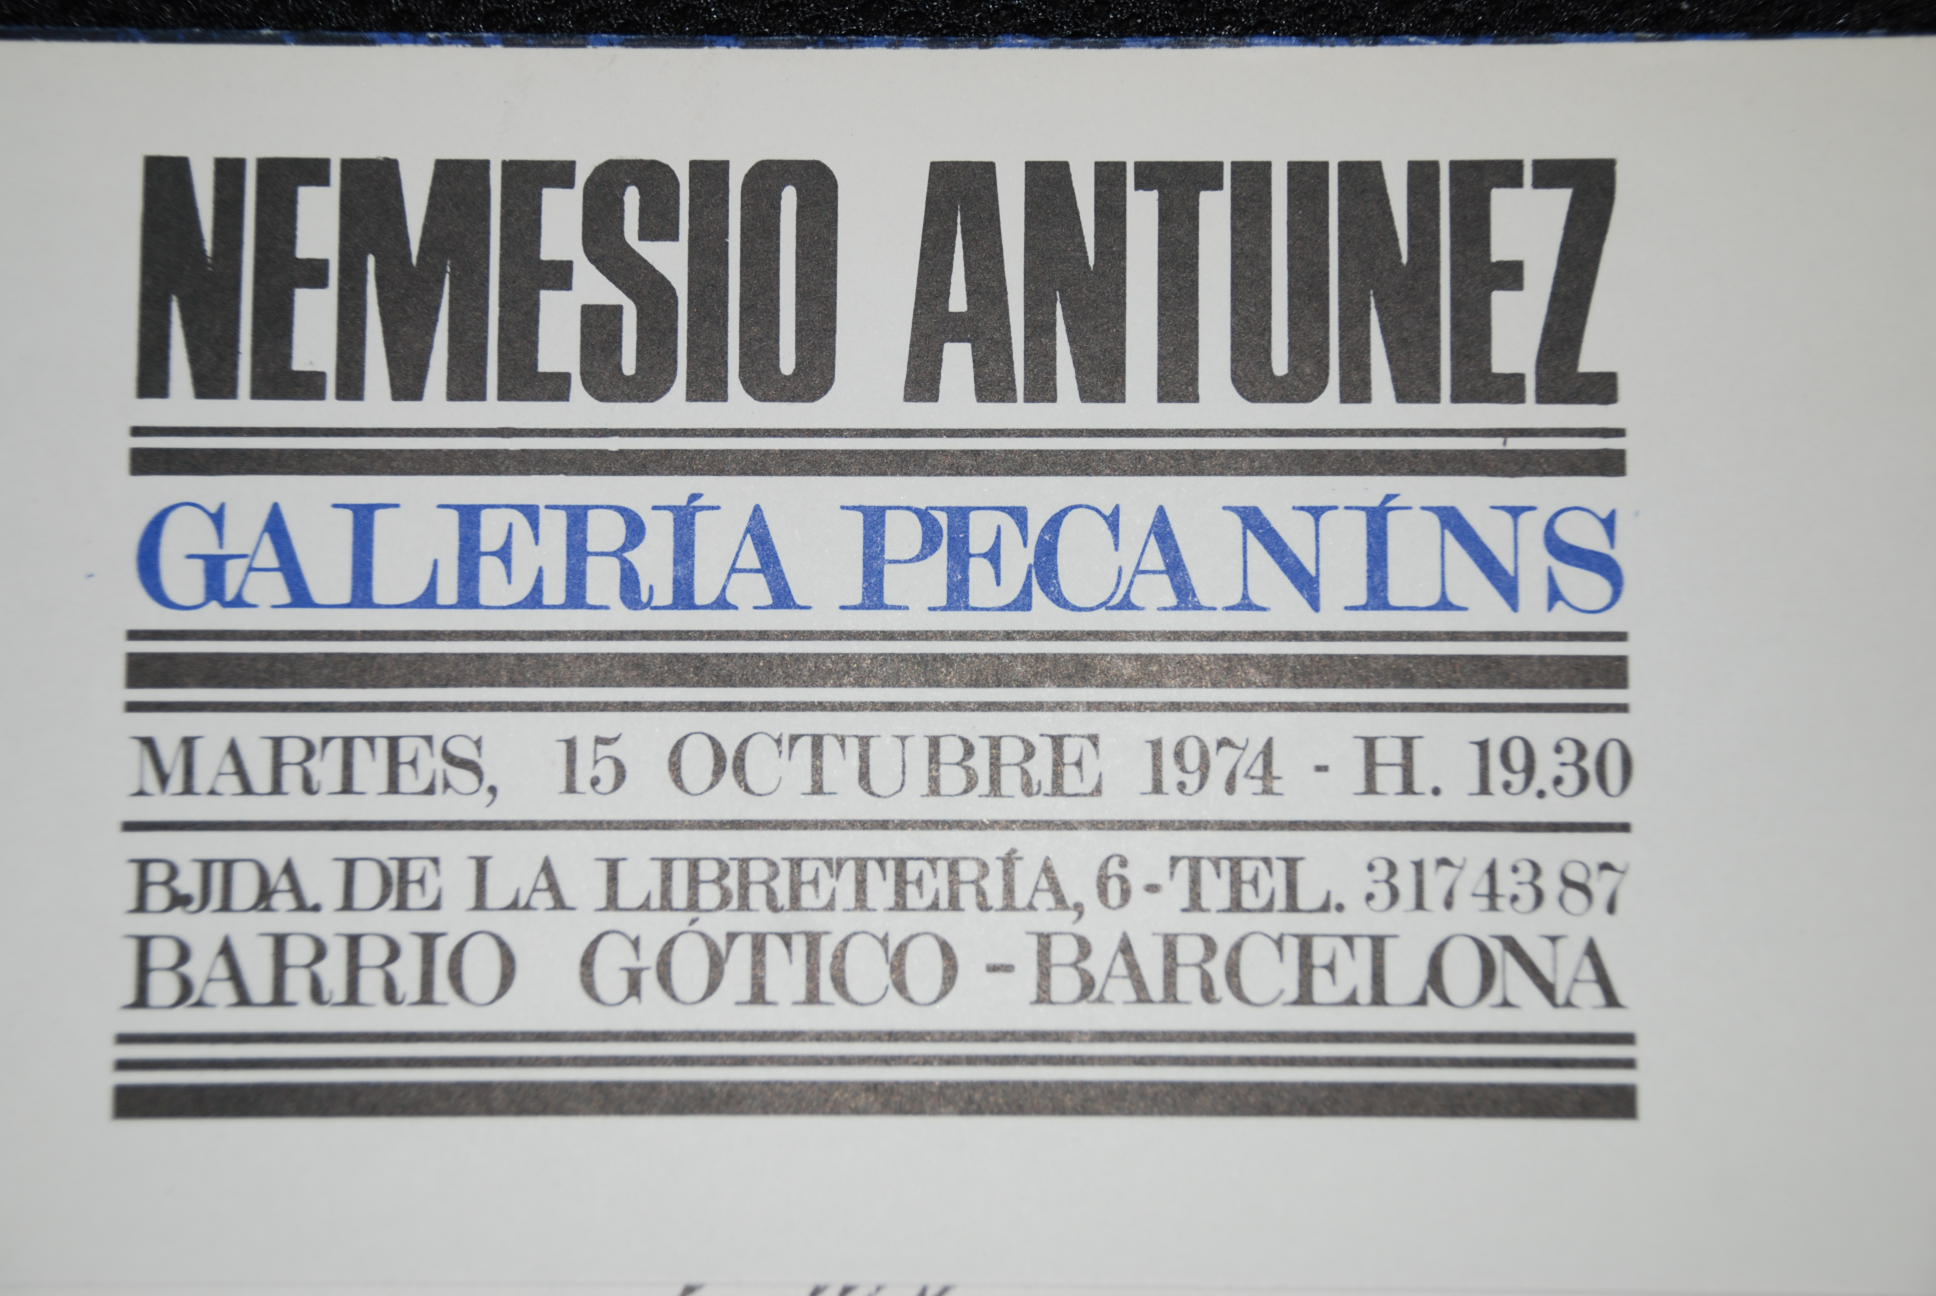 NEMESIO ANTUNEZ
GALERÍA PECANÍNS
MARTES, 15 OCTUBRE 1974 - H. 19.30
BJDA. DE LA LIBRETERÍA, 6 - TEL. 317 43 87
BARRIO GÓTICO - BARCELONA